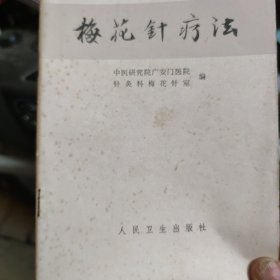 梅花針疗法
中医研究院广安门医院
针灸科梅花针室 编
人民卫生出版社